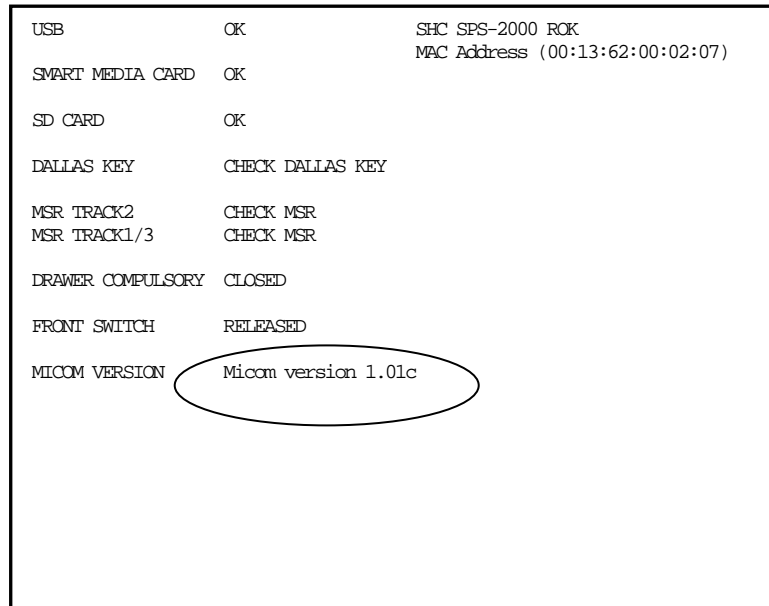 USB OK SHC SPS-2000 ROK
MAC Address (00:13:62:00:02:07)
SMART MEDIA CARD OK
SD CARD OK
DALLAS KEY CHECK DALLAS KEY
MSR TRACK2 CHECK MSR
MSR TRACK1/3 CHECK MSR
DRAWER COMPULSORY CLOSED
FRONT SWITCH RELEASED
MICOM VERSION Micom version 1.01c